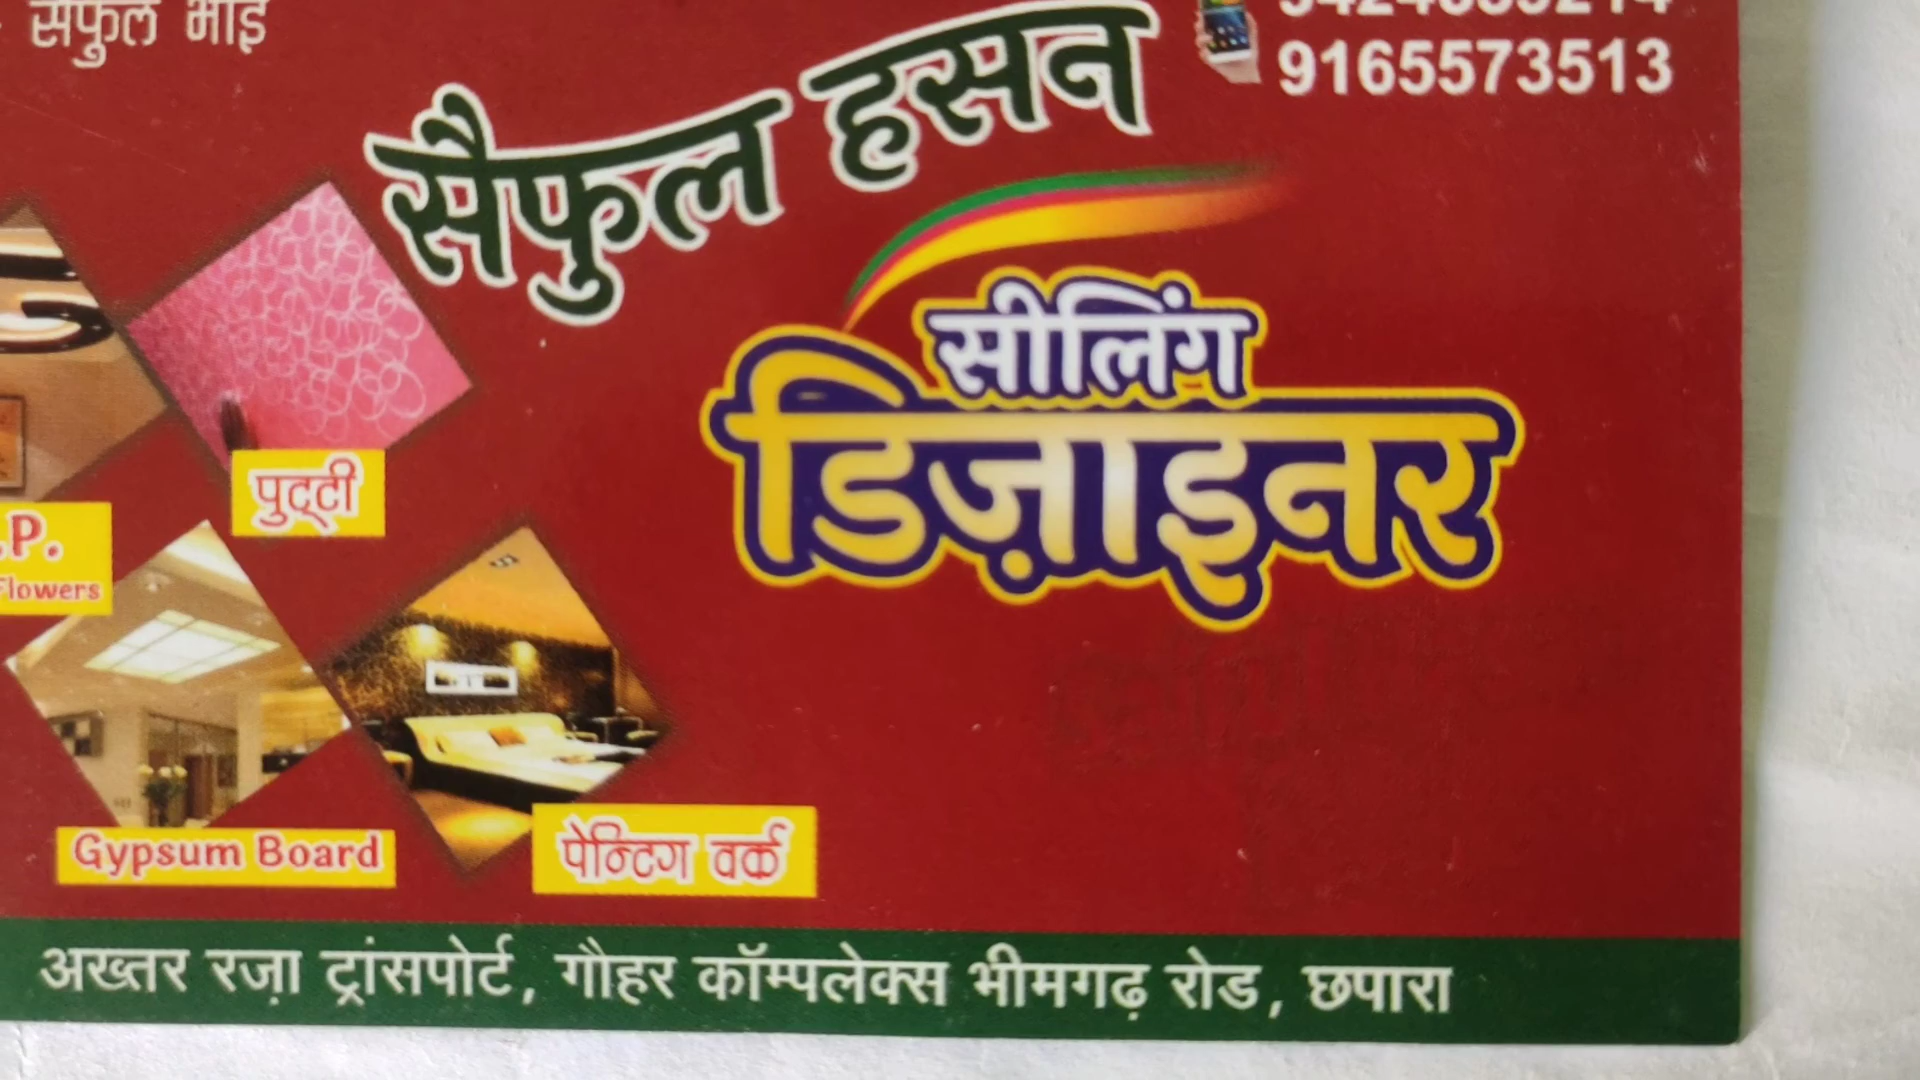 सैफुल भाई
9165573513
सैफुल हसन
सीलिंग
डिज़ाइनर
पुट्टी
.P.
Flowers
Gypsum Board
पेन्टिग वर्क
अख्तर रज़ा ट्रांसपोर्ट, गौहर कॉम्पलेक्स भीमगढ़ रोड, छपारा